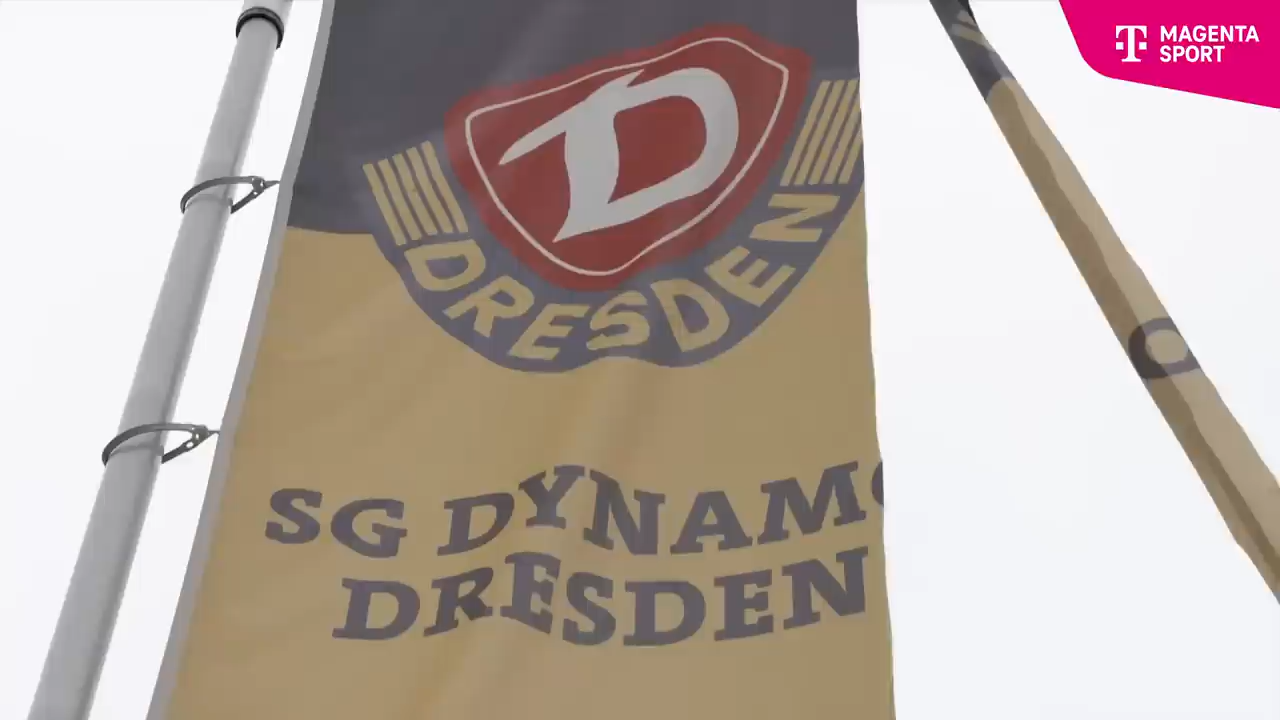 MAGENTA
SPORT
D
DRESDEN
SG DYNAMO
DRESDEN